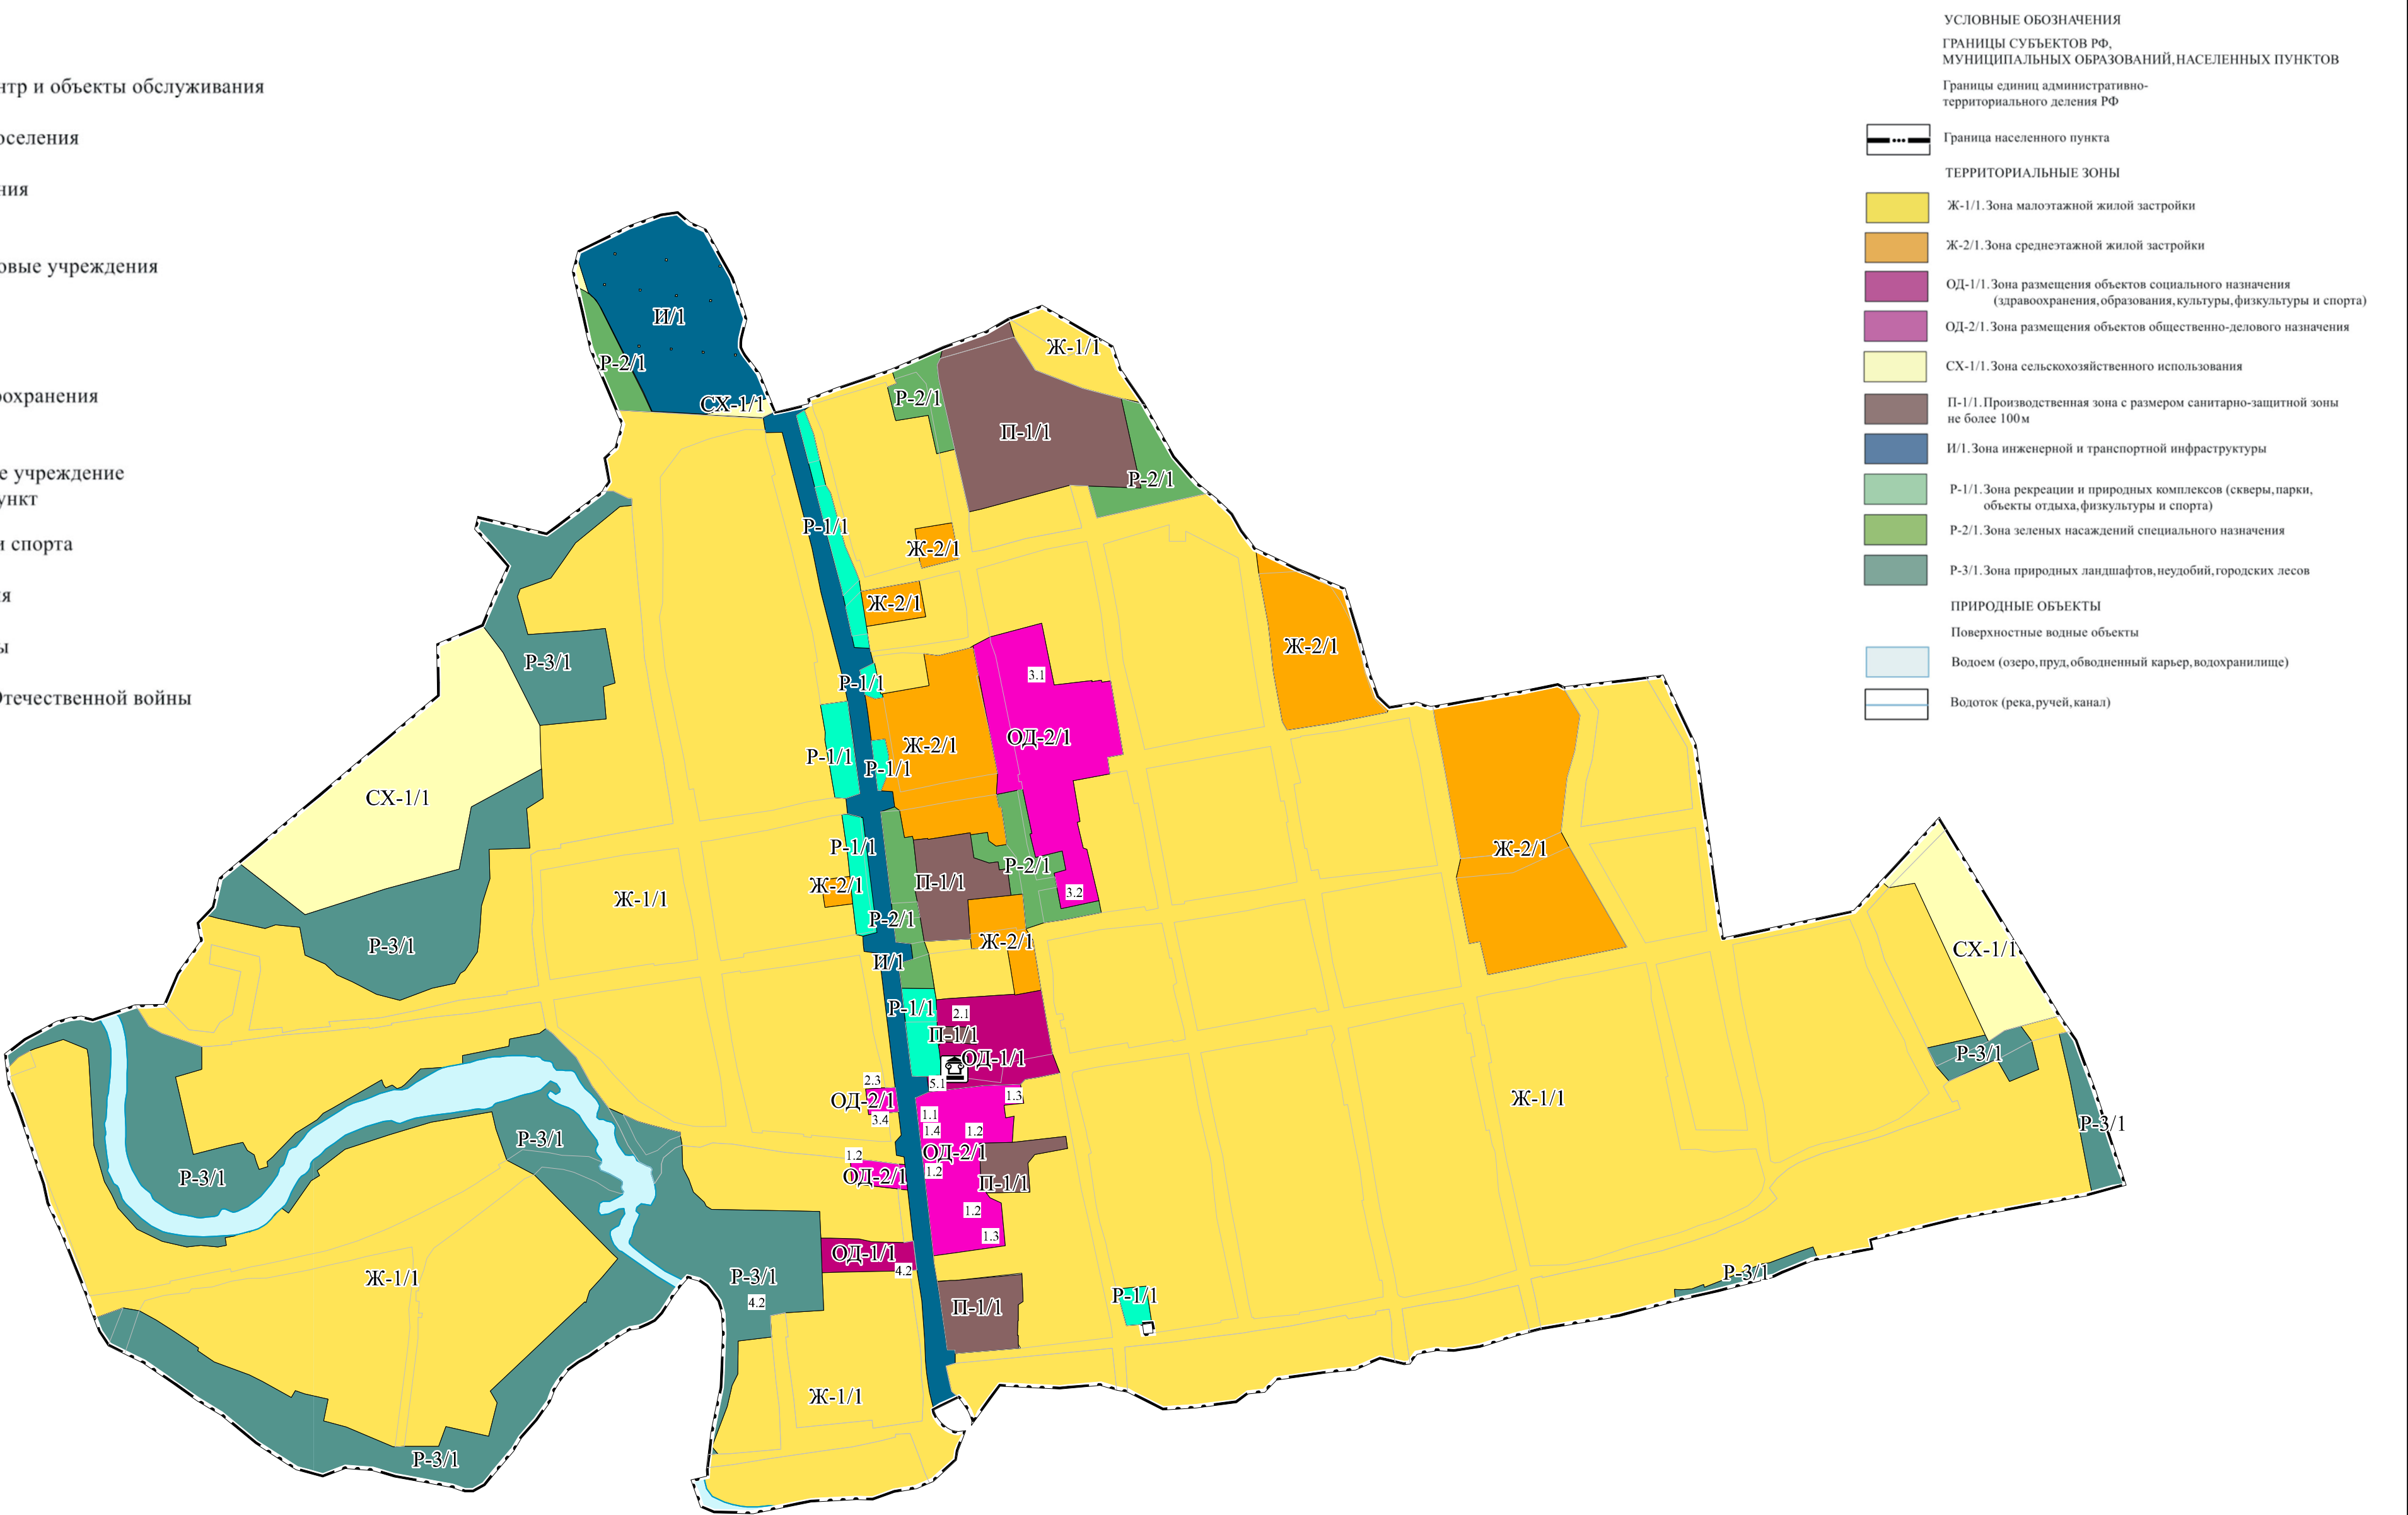 нтр и объекты обслуживания
оселения
ния
овые учреждения
оохранения
е учреждение
ункт
и спорта
ия
ы
Отечественной войны
УСЛОВНЫЕ ОБОЗНАЧЕНИЯ
ГРАНИЦЫ СУБЪЕКТОВ РФ,
МУНИЦИПАЛЬНЫХ ОБРАЗОВАНИЙ, НАСЕЛЕННЫХ ПУНКТОВ
Границы единиц административно-
территориального деления РФ
Граница населенного пункта
ТЕРРИТОРИАЛЬНЫЕ ЗОНЫ
Ж-1/1. Зона малоэтажной жилой застройки
Ж-2/1. Зона среднеэтажной жилой застройки
ОД-1/1. Зона размещения объектов социального назначения
(здравоохранения, образования, культуры, физкультуры и спорта)
ОД-2/1. Зона размещения объектов общественно-делового назначения
СХ-1/1. Зона сельскохозяйственного использования
П-1/1. Производственная зона с размером санитарно-защитной зоны
не более 100 м
И/1. Зона инженерной и транспортной инфраструктуры
Р-1/1. Зона рекреации и природных комплексов (скверы, парки,
объекты отдыха, физкультуры и спорта)
Р-2/1. Зона зеленых насаждений специального назначения
Р-3/1. Зона природных ландшафтов, неудобий, городских лесов
ПРИРОДНЫЕ ОБЪЕКТЫ
Поверхностные водные объекты
Водоем (озеро, пруд, обводненный карьер, водохранилище)
Водоток (река, ручей, канал)
И/1
Р-2/1
СХ-1/1
Ж-1/1
Р-2/1
П-1/1
Р-2/1
Р-1/1
Ж-2/1
Ж-2/1
Ж-2/1
Р-3/1
3.1
Р-1/1
ОД-2/1
Ж-2/1
Р-1/1
Р-1/1
СХ-1/1
Р-1/1
Ж-2/1
Р-2/1
П-1/1
Ж-2/1
3.2
Ж-1/1
Р-2/1
Ж-2/1
Р-3/1
СХ-1/1
И/1
Р-1/1
2.1
П-1/1
ОД-1/1
Р-3/1
2.3
5.1
1.3
ОД-2/1
Ж-1/1
1.1
3.4
Р-3/1
1.4
1.2
Р-3/1
ОД-2/1
1.2
1.2
Р-3/1
ОД-2/1
П-1/1
1.2
1.3
ОД-1/1
4.2
Р-3/1
Р-3/1
Ж-1/1
4.2
Р-1/1
П-1/1
Ж-1/1
Р-3/1